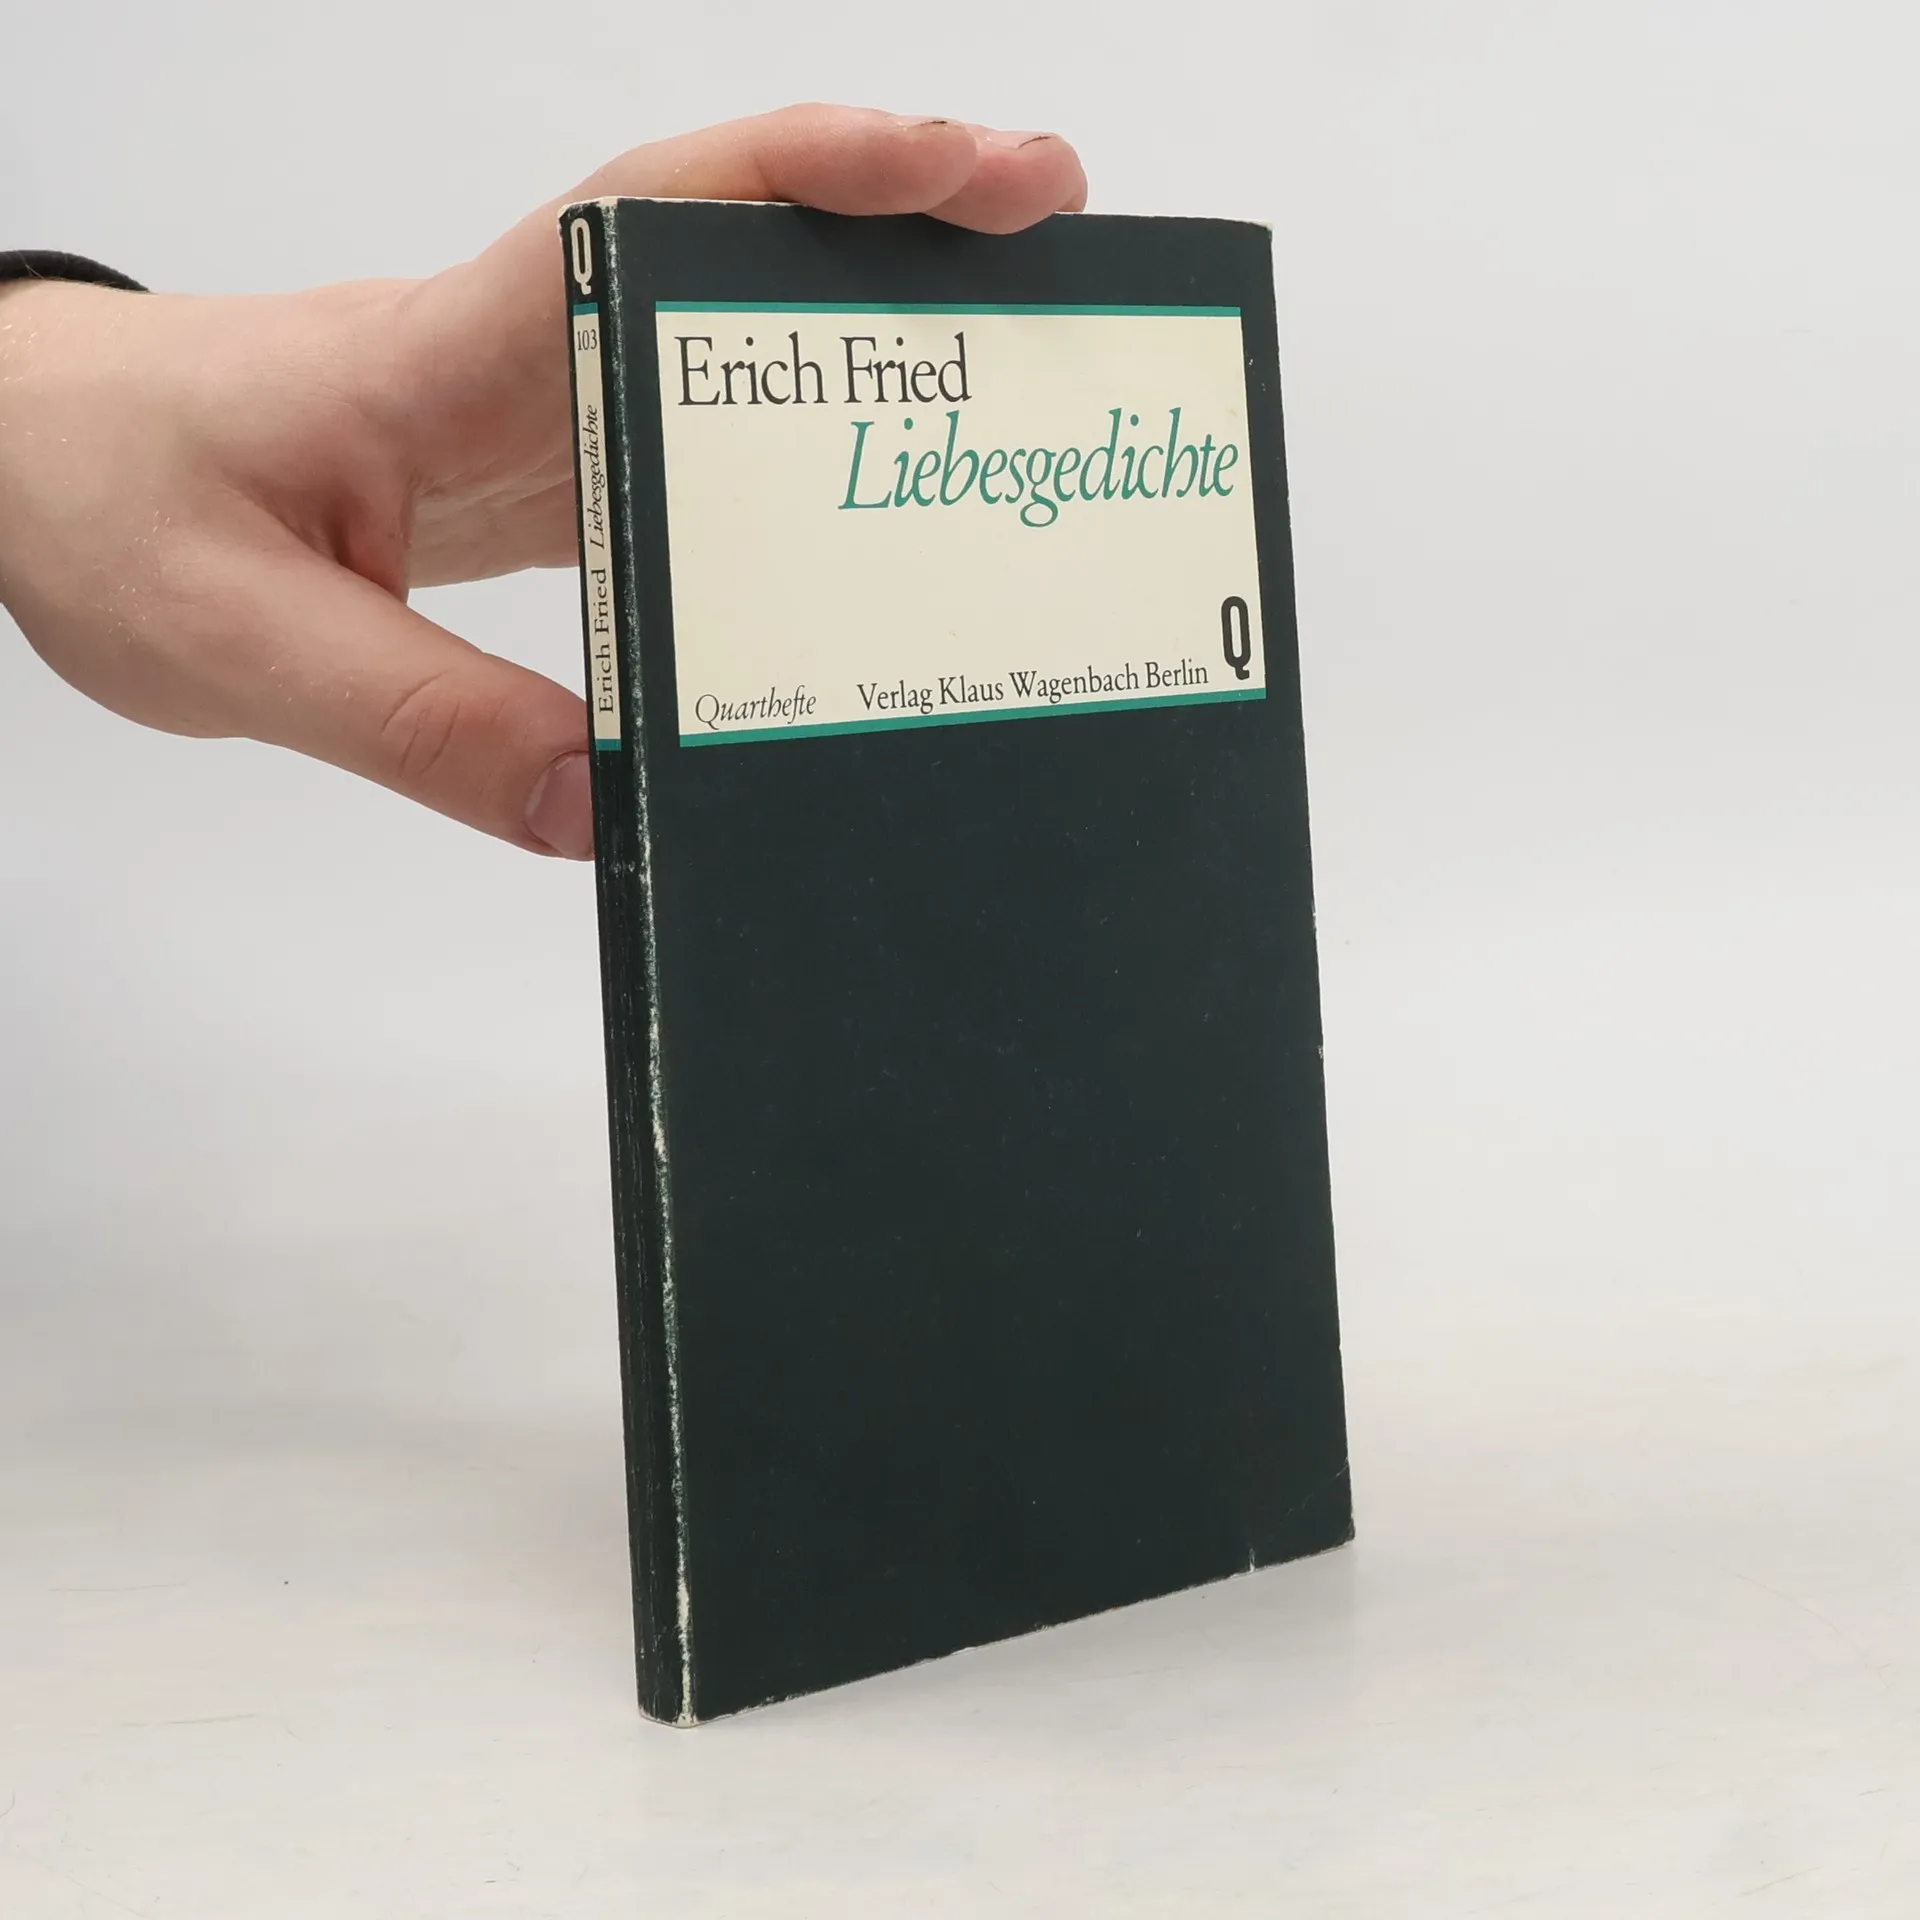 Q
103
Erich Fried Liebesgedichte
Erich Fried
Liebesgedichte
Q
Quarthefte Verlag Klaus Wagenbach Berlin